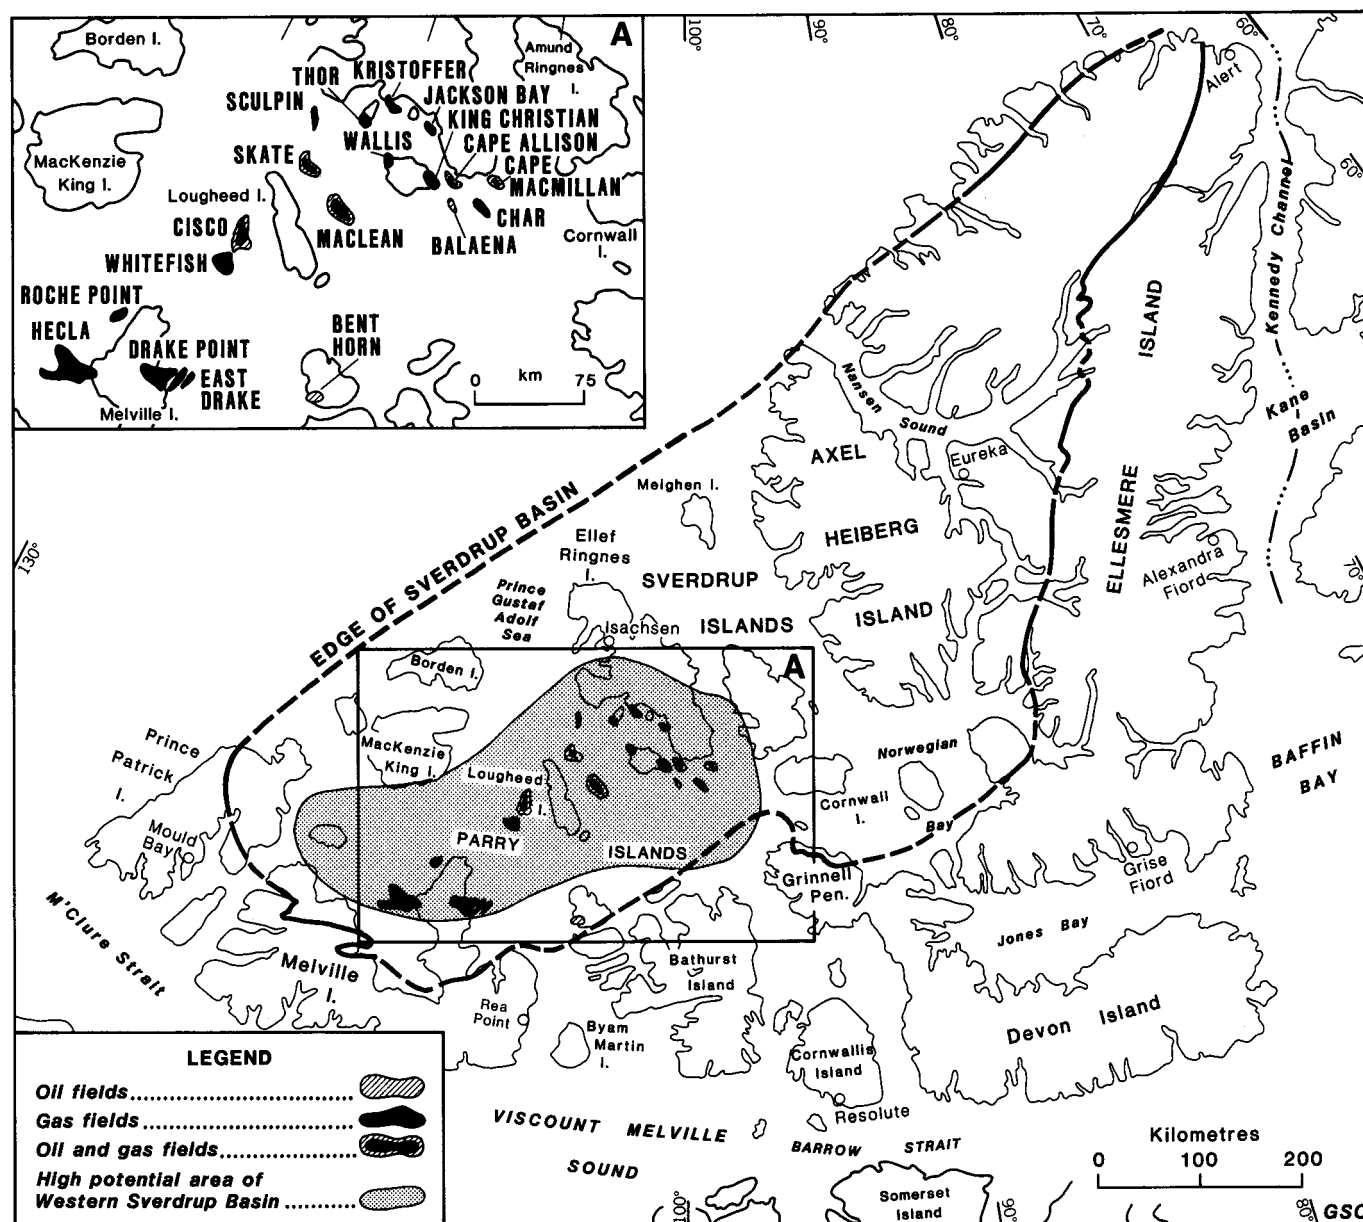 Borden I.
A
Amund
Ringnes
I.
THOR
KRISTOFFER
SCULPIN
JACKSON BAY
KING CHRISTIAN
WALLIS
CAPE ALLISON
MacKenzie
King I.
SKATE
CAPE
MACMILLAN
Lougheed I.
CISCO
MACLEAN
CHAR
BALAENA
Cornwall
I.
WHITEFISH
ROCHE POINT
HECLA
BENT
HORN
DRAKE POINT
EAST
DRAKE
Melville I.
0 km 75
100°
90°
80°
70°
60°
Alert
60°
Kennedy Channel
ISLAND
Nansen
Sound
Kane
Basin
AXEL
Eureka
Meighen I.
ELLESMERE
130°
EDGE OF SVERDRUP BASIN
HEIBERG
Ellef
Ringnes
I.
SVERDRUP
Alexandra
Fiord
70°
Prince
Gustaf
Adolf
Sea
ISLAND
Isachsen
ISLANDS
Borden I.
A
Prince
Patrick
I.
MacKenzie
King I.
Lougheed
I.
Norwegian
BAFFIN
BAY
Cornwall
I.
Bay
Mould
Bay
PARRY
ISLANDS
Grinnell
Pen.
Grise
Fiord
M'Clure Strait
Jones Bay
Melville
I.
Bathurst
Island
Rea
Point
Devon Island
Byam
Martin
I.
Cornwallis
Island
Resolute
LEGEND
Oil fields
Gas fields
Oil and gas fields
High potential area of
Western Sverdrup Basin
VISCOUNT MELVILLE
SOUND
BARROW STRAIT
Kilometres
0 100 200
Somerset
Island
100°
90°
80°
GSC